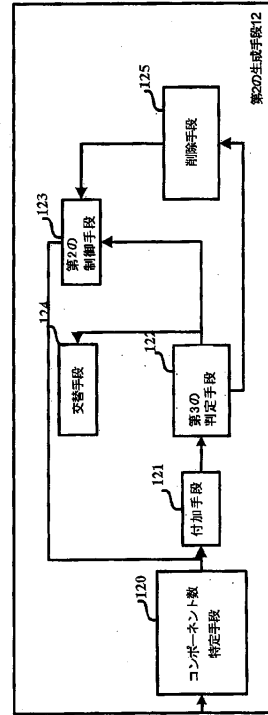 第2の生成手段12
125
削除手段
123
第2の
制御手段
124
交替手段
122
第3の
判定手段
121
付加手段
120
コンポーネント数
特定手段